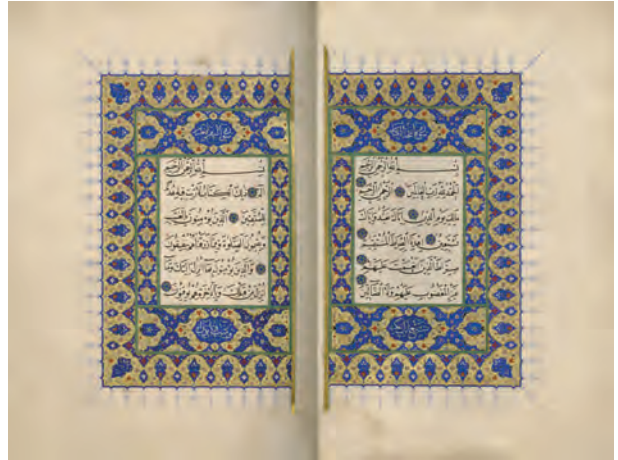 بسم الله الرحمن الرحيم
الحمد لله رب العالمين الرحمن الرحيم
مالك يوم الدين اياك نعبد واياك
نستعين اهدنا الصراط المستقيم
صراط الذين انعمت عليهم
غير المغضوب عليهم ولا الضالين
بسم الله الرحمن الرحيم
الم ذلك الكتاب لا ريب فيه هدى
للمتقين الذين يؤمنون بالغيب
ويقيمون الصلوة ومما رزقناهم ينفقون
والذين يؤمنون بما انزل اليك وما
انزل من قبلك وبالاخرة هم يوقنون